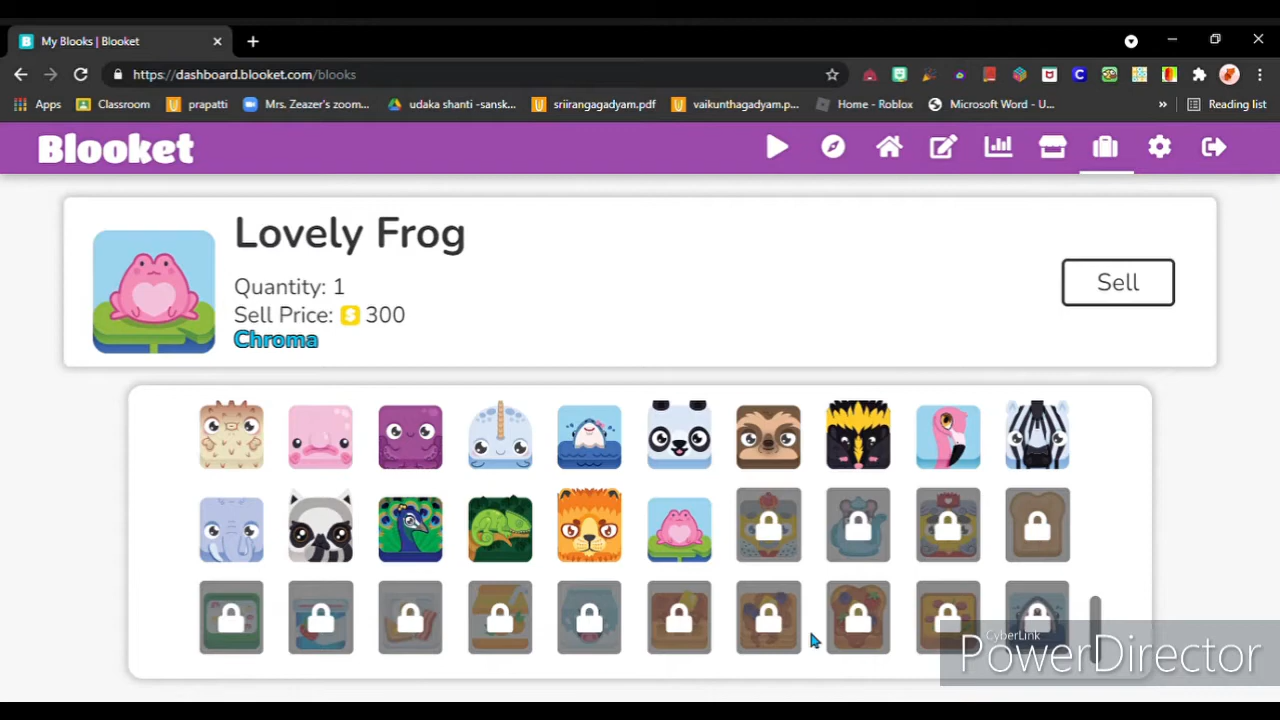 My Blooks | Blooket
https://dashboard.blooket.com/blooks
Apps Classroom prapatti Mrs. Zeazer's zoom... udaka shanti -sansk... sriirangagadyam.pdf vaikunthagadyam.p... Home - Roblox Microsoft Word - U... » Reading list
Blooket
Lovely Frog
Quantity: 1
Sell Price: 300
Chroma
Sell
CyberLink
PowerDirector